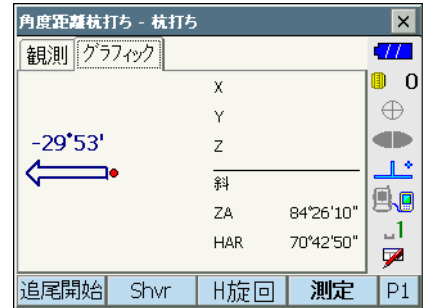 角度距離杭打ち - 杭打ち
観測 グラフィック
0
X
Y
-29°53'
Z
斜
ZA 84°26'10"
HAR 70°42'50"
1
追尾開始 Shvr H旋回 測定 P1